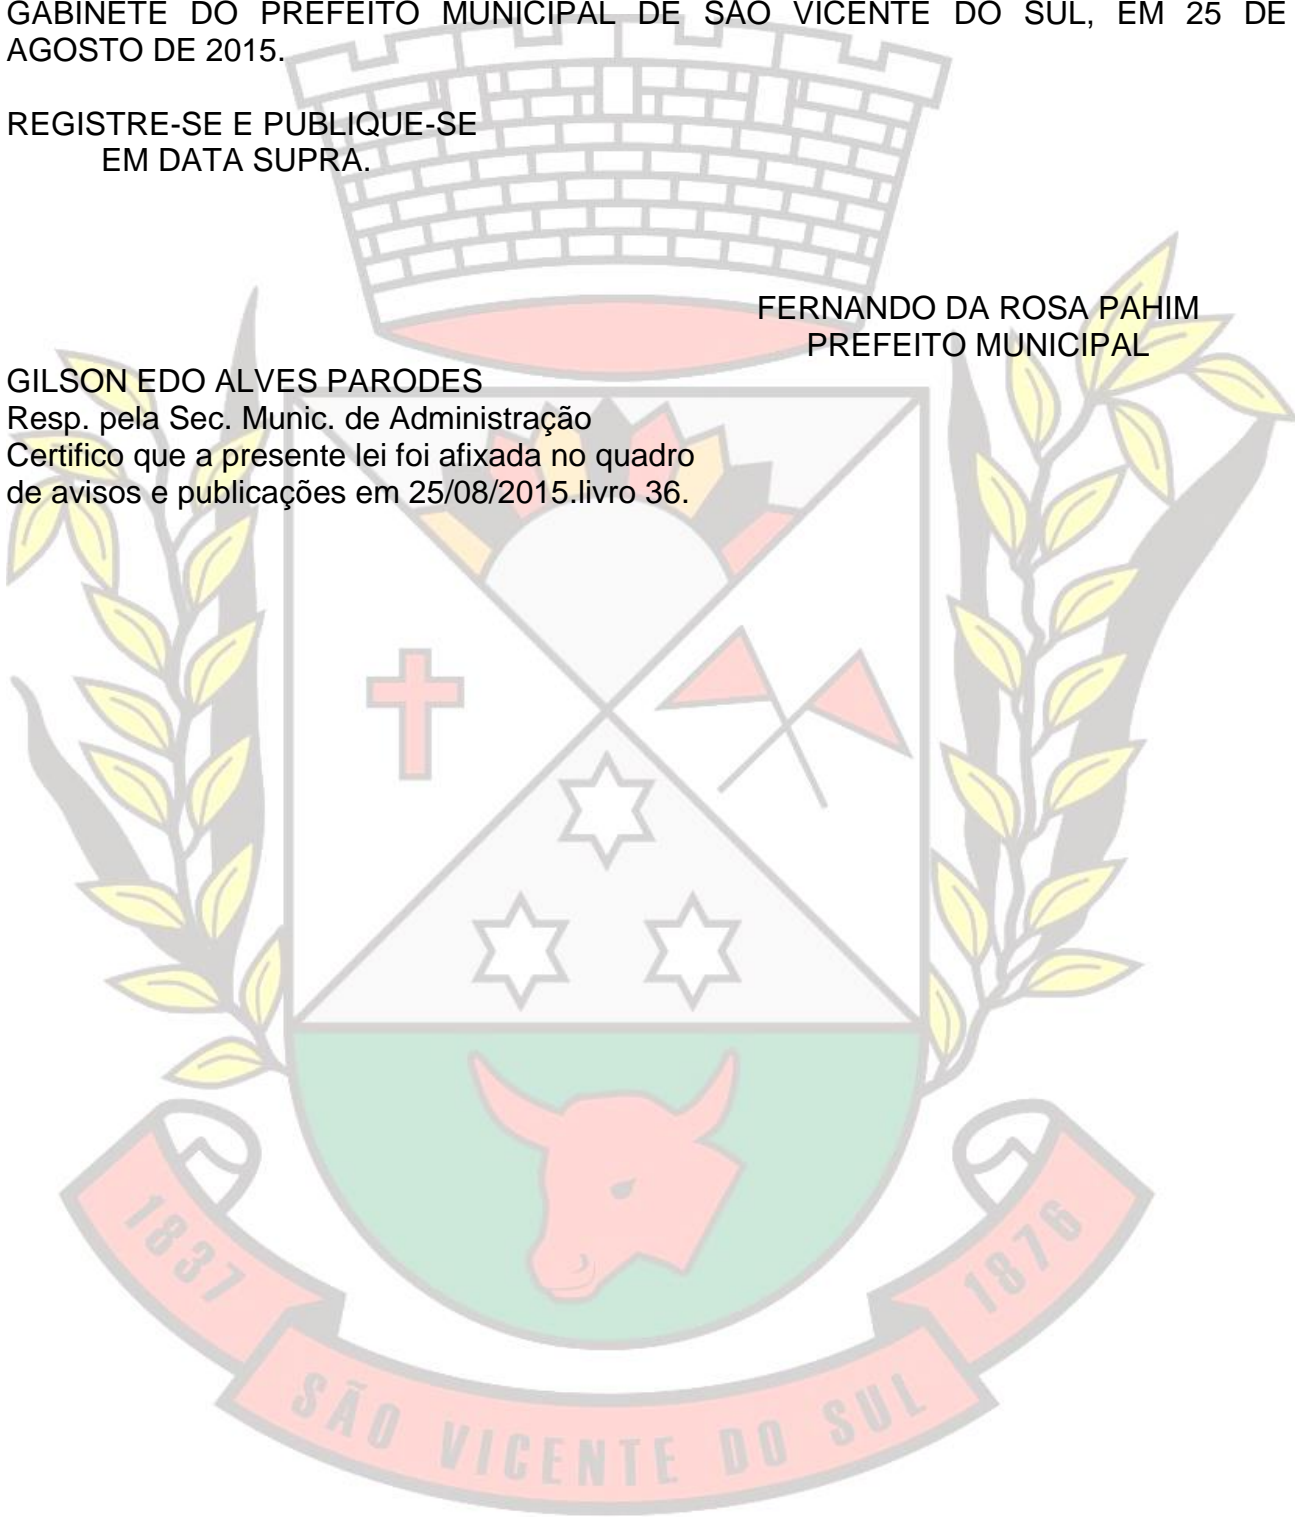 GABINETE DO PREFEITO MUNICIPAL DE SÃO VICENTE DO SUL, EM 25 DE
AGOSTO DE 2015.
REGISTRE-SE E PUBLIQUE-SE
EM DATA SUPRA.
FERNANDO DA ROSA PAHIM
PREFEITO MUNICIPAL
GILSON EDO ALVES PARODES
Resp. pela Sec. Munic. de Administração
Certifico que a presente lei foi afixada no quadro
de avisos e publicações em 25/08/2015.livro 36.
1837
SÃO VICENTE DO SUL
1876